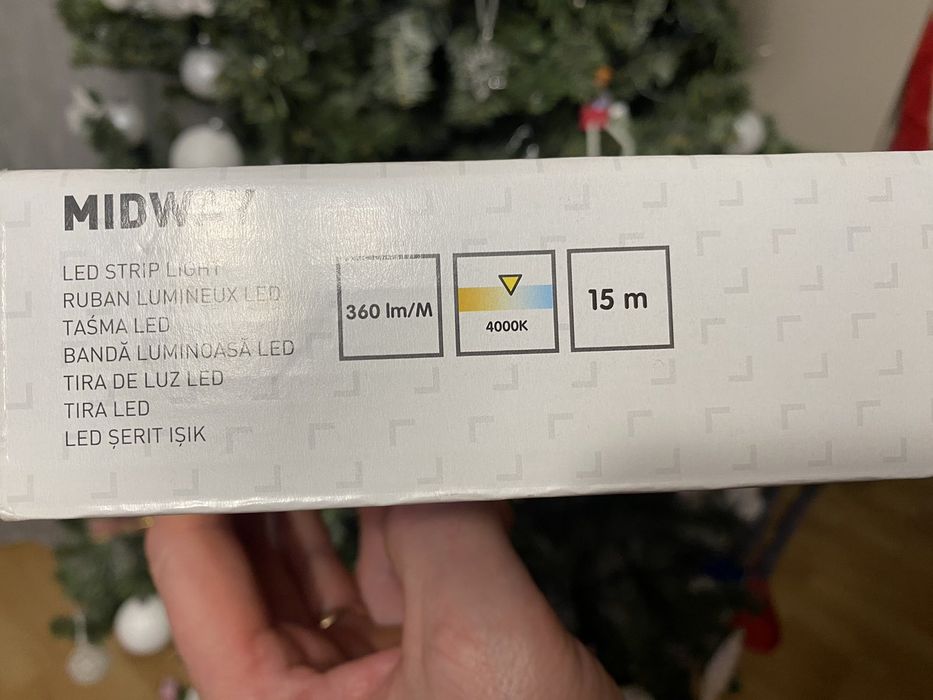 MIDWAY
LED STRIP LIGHT
RUBAN LUMINEUX LED
TAŚMA LED
BANDĂ LUMINOASĂ LED
TIRA DE LUZ LED
TIRA LED
LED ŞERIT IŞIK
360 lm/M
4000K
15 m